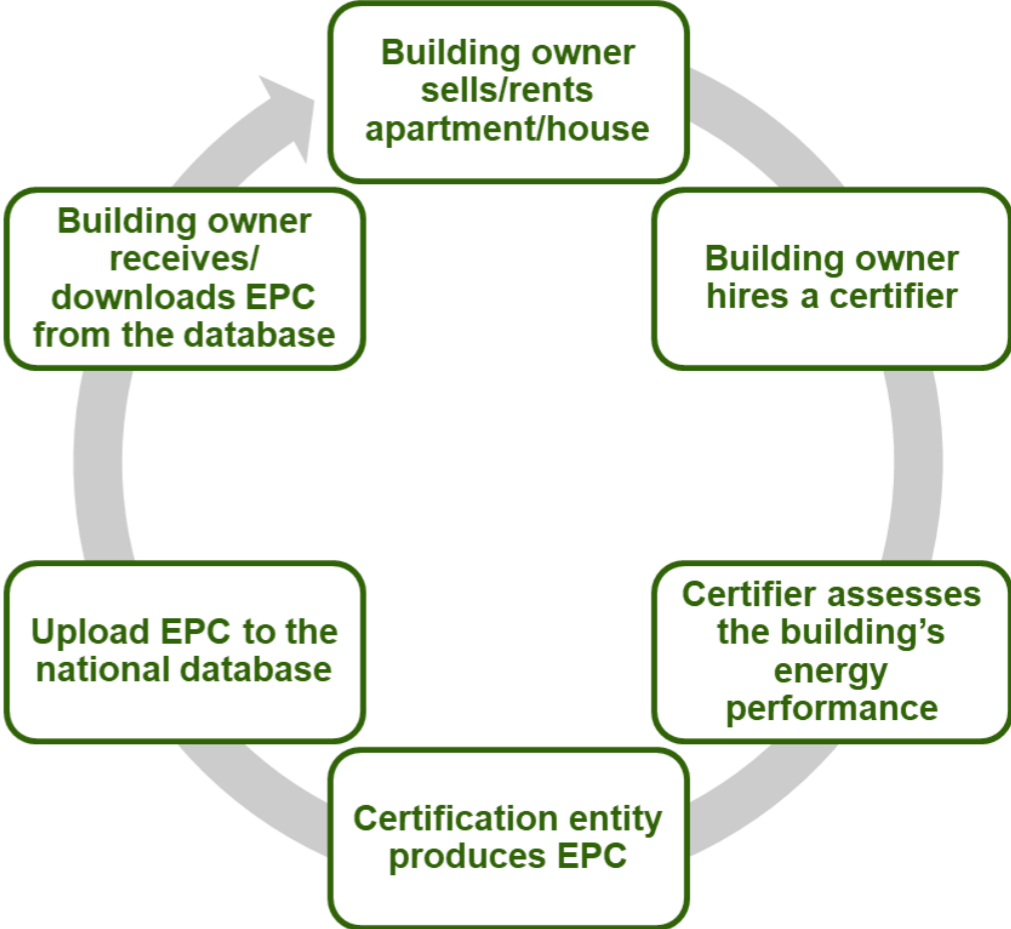 Building owner
sells/rents
apartment/house
Building owner
hires a certifier
Certifier assesses
the building’s
energy
performance
Certification entity
produces EPC
Upload EPC to the
national database
Building owner
receives/
downloads EPC
from the database